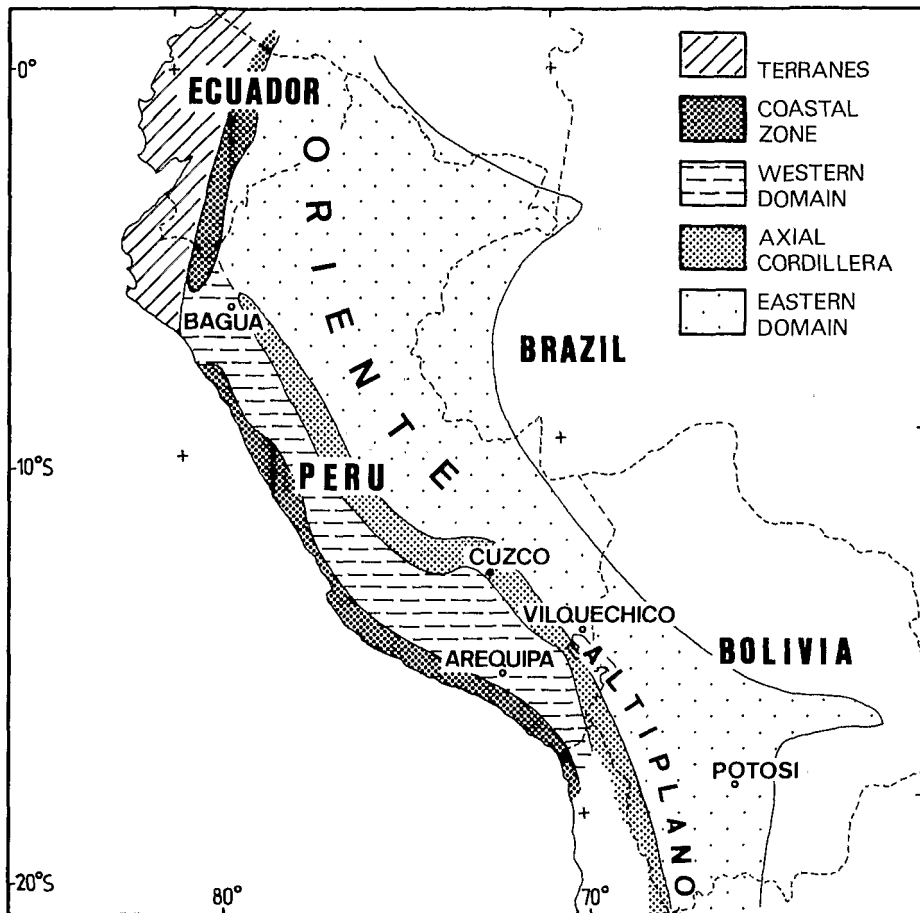 0°
ECUADOR
TERRANES
COASTAL
ZONE
WESTERN
DOMAIN
AXIAL
CORDILLERA
EASTERN
DOMAIN
ORIENTE
BAGUA
BRAZIL
10°S
PERU
CUZCO
VILQUECHICO
AREQUIPA
BOLIVIA
ALTIPLANO
POTOSI
20°S
80°
70°